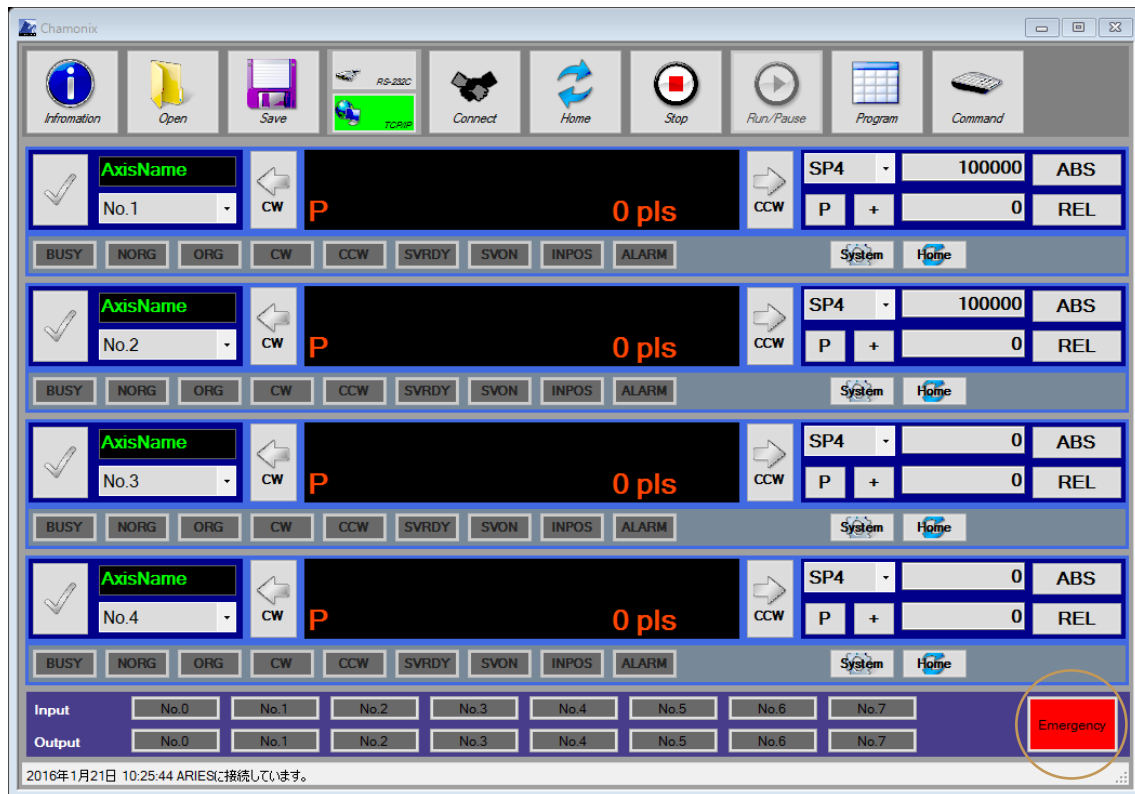 Chamonix
RS-232C
TCP/IP
Infromation Open Save Connect Home Stop Run/Pause Program Command
AxisName SP4 100000 ABS
No.1 CW P 0 pls CCW P + 0 REL
BUSY NORG ORG CW CCW SVRDY SVON INPOS ALARM System Home
AxisName SP4 100000 ABS
No.2 CW P 0 pls CCW P + 0 REL
BUSY NORG ORG CW CCW SVRDY SVON INPOS ALARM System Home
AxisName SP4 0 ABS
No.3 CW P 0 pls CCW P + 0 REL
BUSY NORG ORG CW CCW SVRDY SVON INPOS ALARM System Home
AxisName SP4 0 ABS
No.4 CW P 0 pls CCW P + 0 REL
BUSY NORG ORG CW CCW SVRDY SVON INPOS ALARM System Home
Input No.0 No.1 No.2 No.3 No.4 No.5 No.6 No.7
Emergency
Output No.0 No.1 No.2 No.3 No.4 No.5 No.6 No.7
2016年1月21日 10:25:44 ARIESに接続しています。